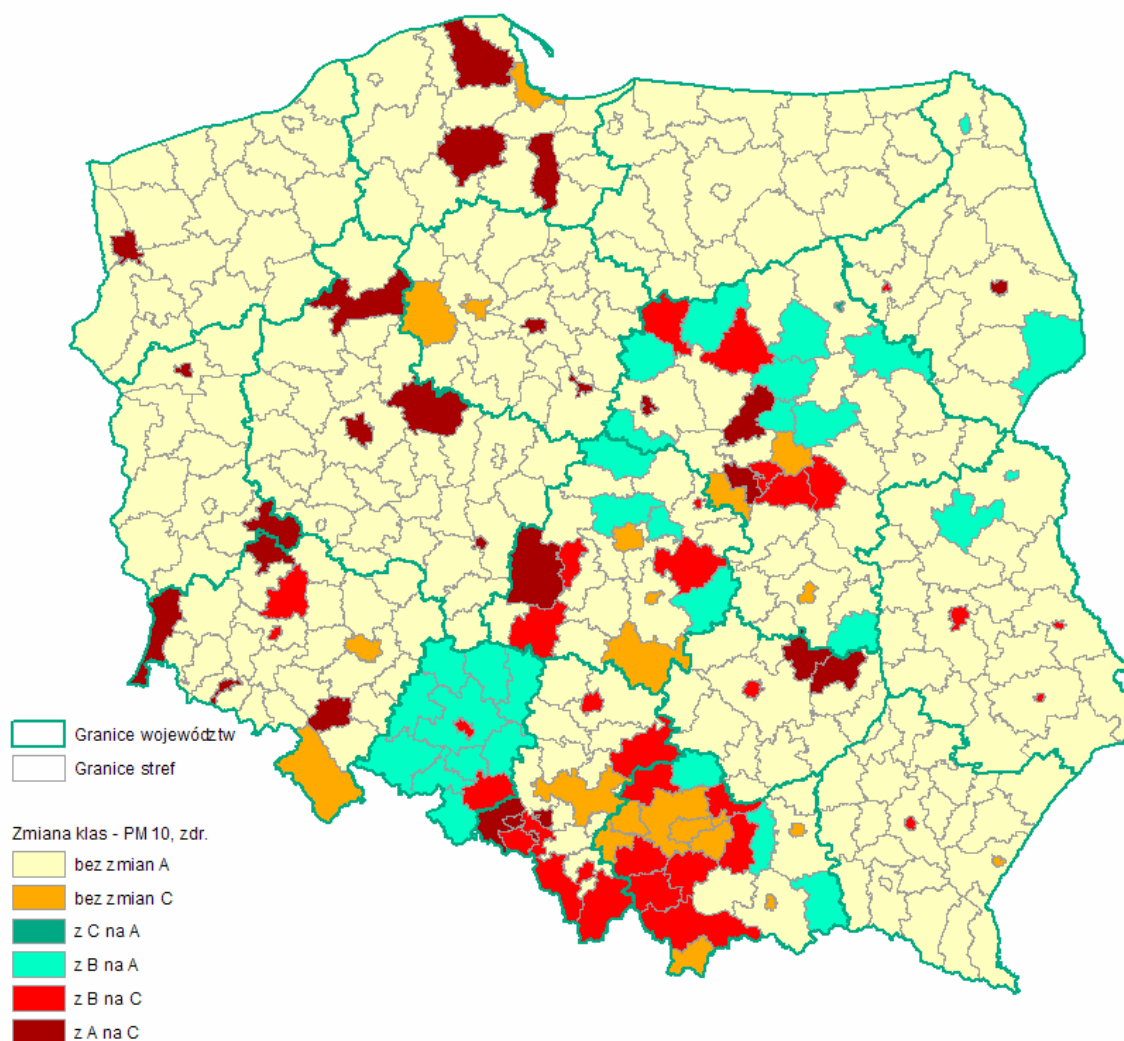 Granice województw
Granice stref
Zmiana klas - PM 10, zdr.
bez zmian A
bez zmian C
z C na A
z B na A
z B na C
z A na C